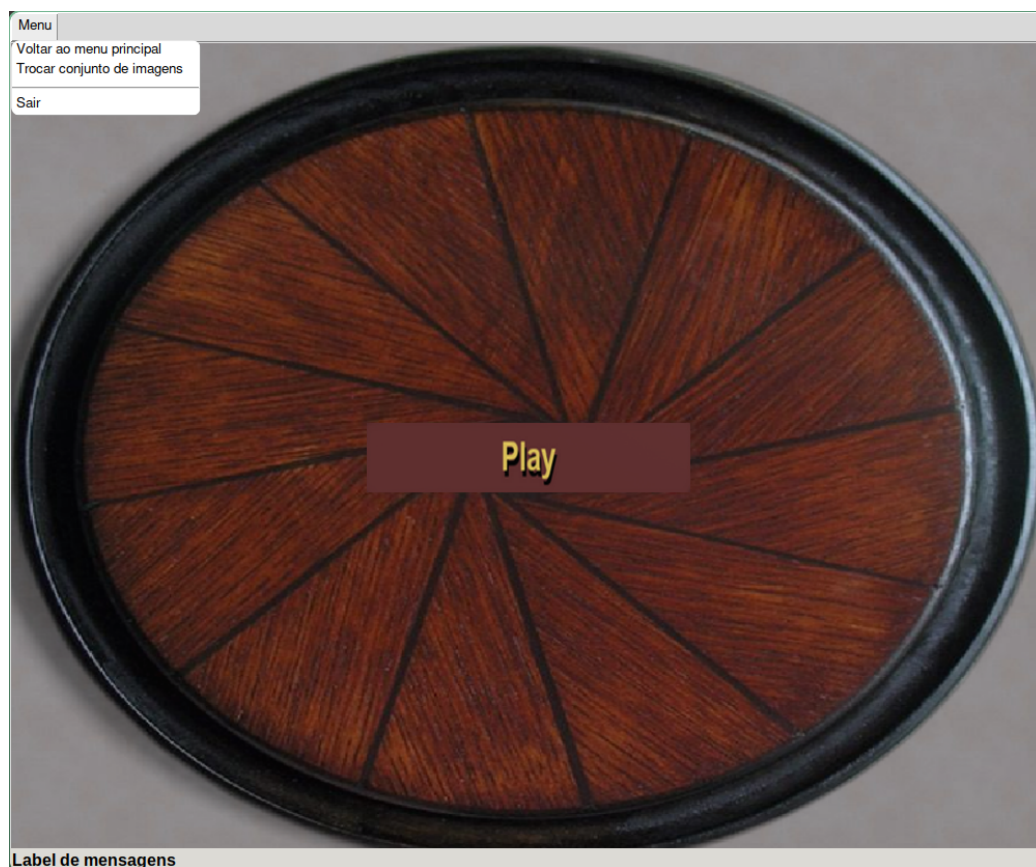 Menu
Voltar ao menu principal
Trocar conjunto de imagens
Sair
Play
Label de mensagens